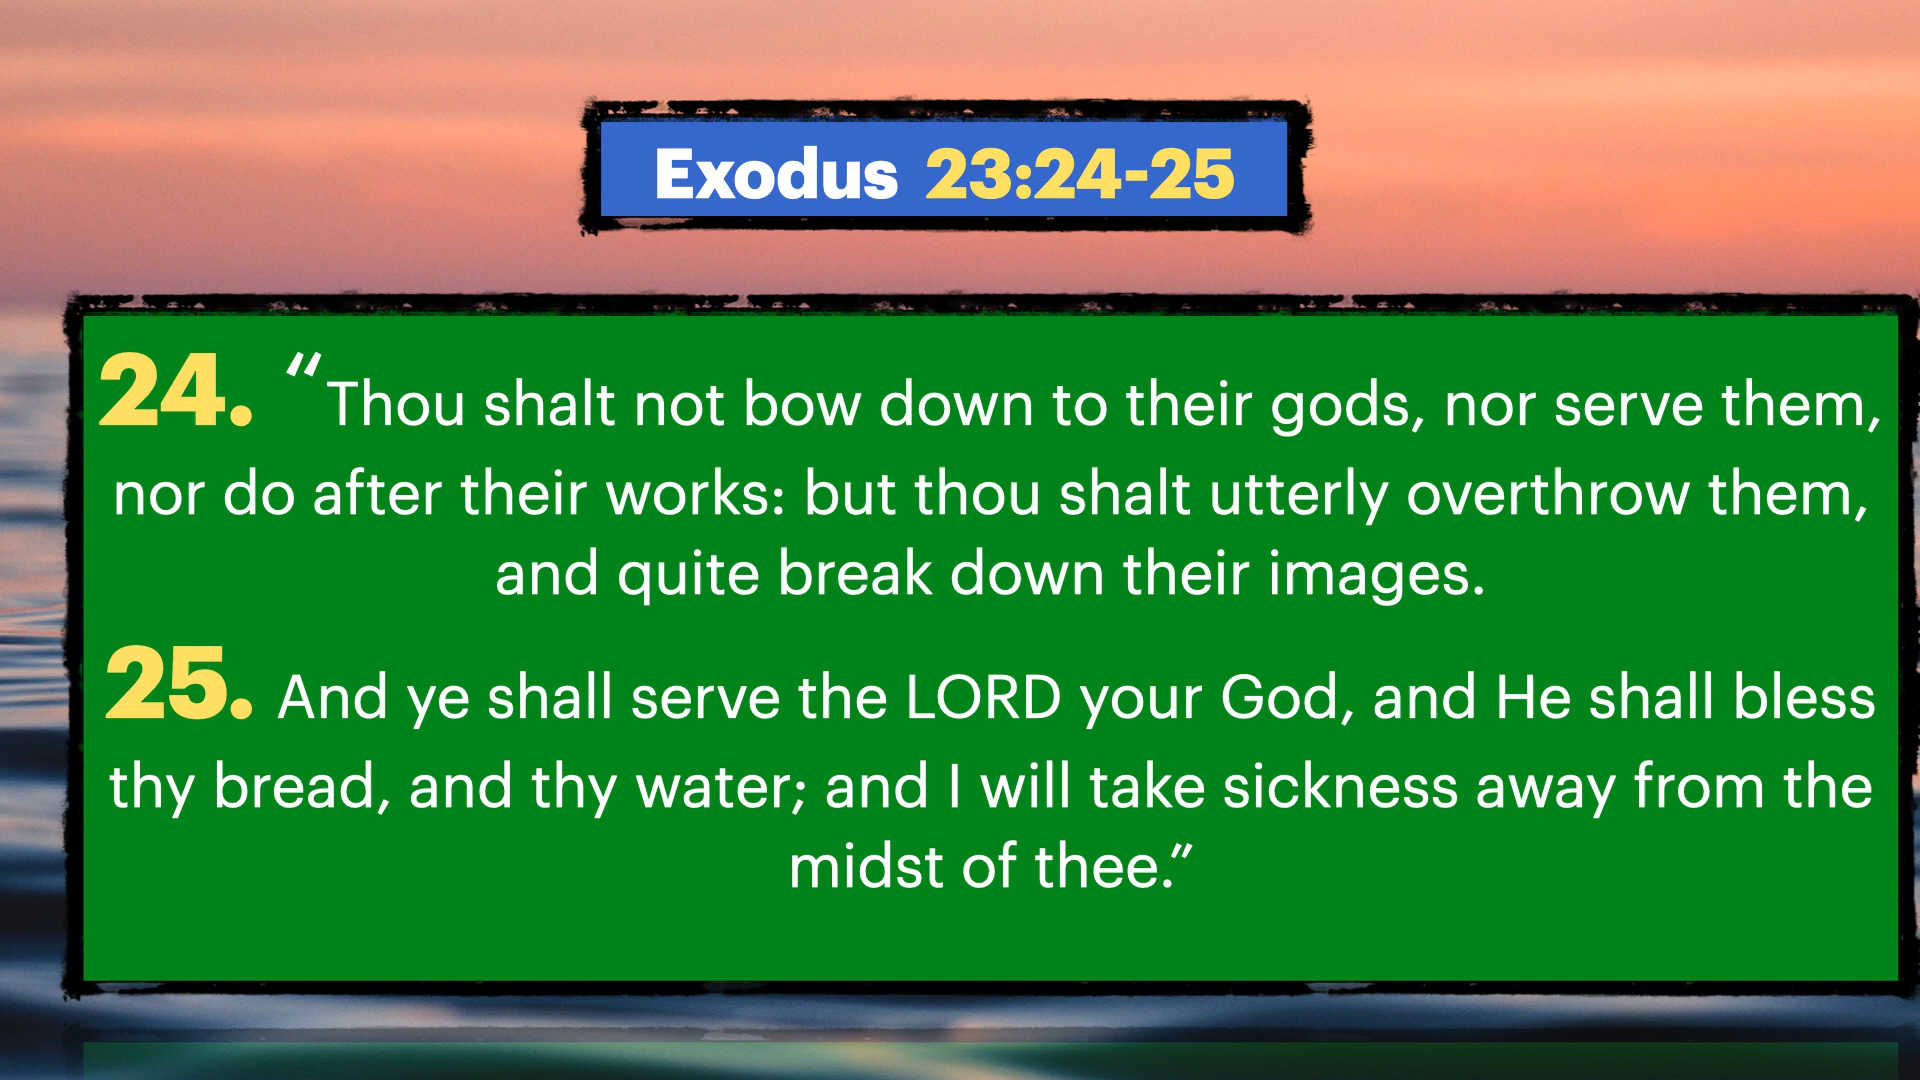 Exodus 23:24-25
24. “Thou shalt not bow down to their gods, nor serve them,
nor do after their works: but thou shalt utterly overthrow them,
and quite break down their images.
25. And ye shall serve the LORD your God, and He shall bless
thy bread, and thy water; and I will take sickness away from the
midst of thee.”